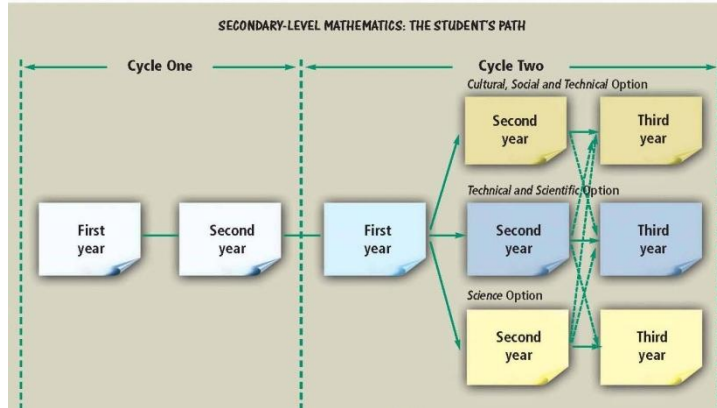 SECONDARY-LEVEL MATHEMATICS: THE STUDENT'S PATH
Cycle One
Cycle Two
Cultural, Social and Technical Option
Second
year
Third
year
Technical and Scientific Option
First
year
Second
year
First
year
Second
year
Third
year
Science Option
Second
year
Third
year